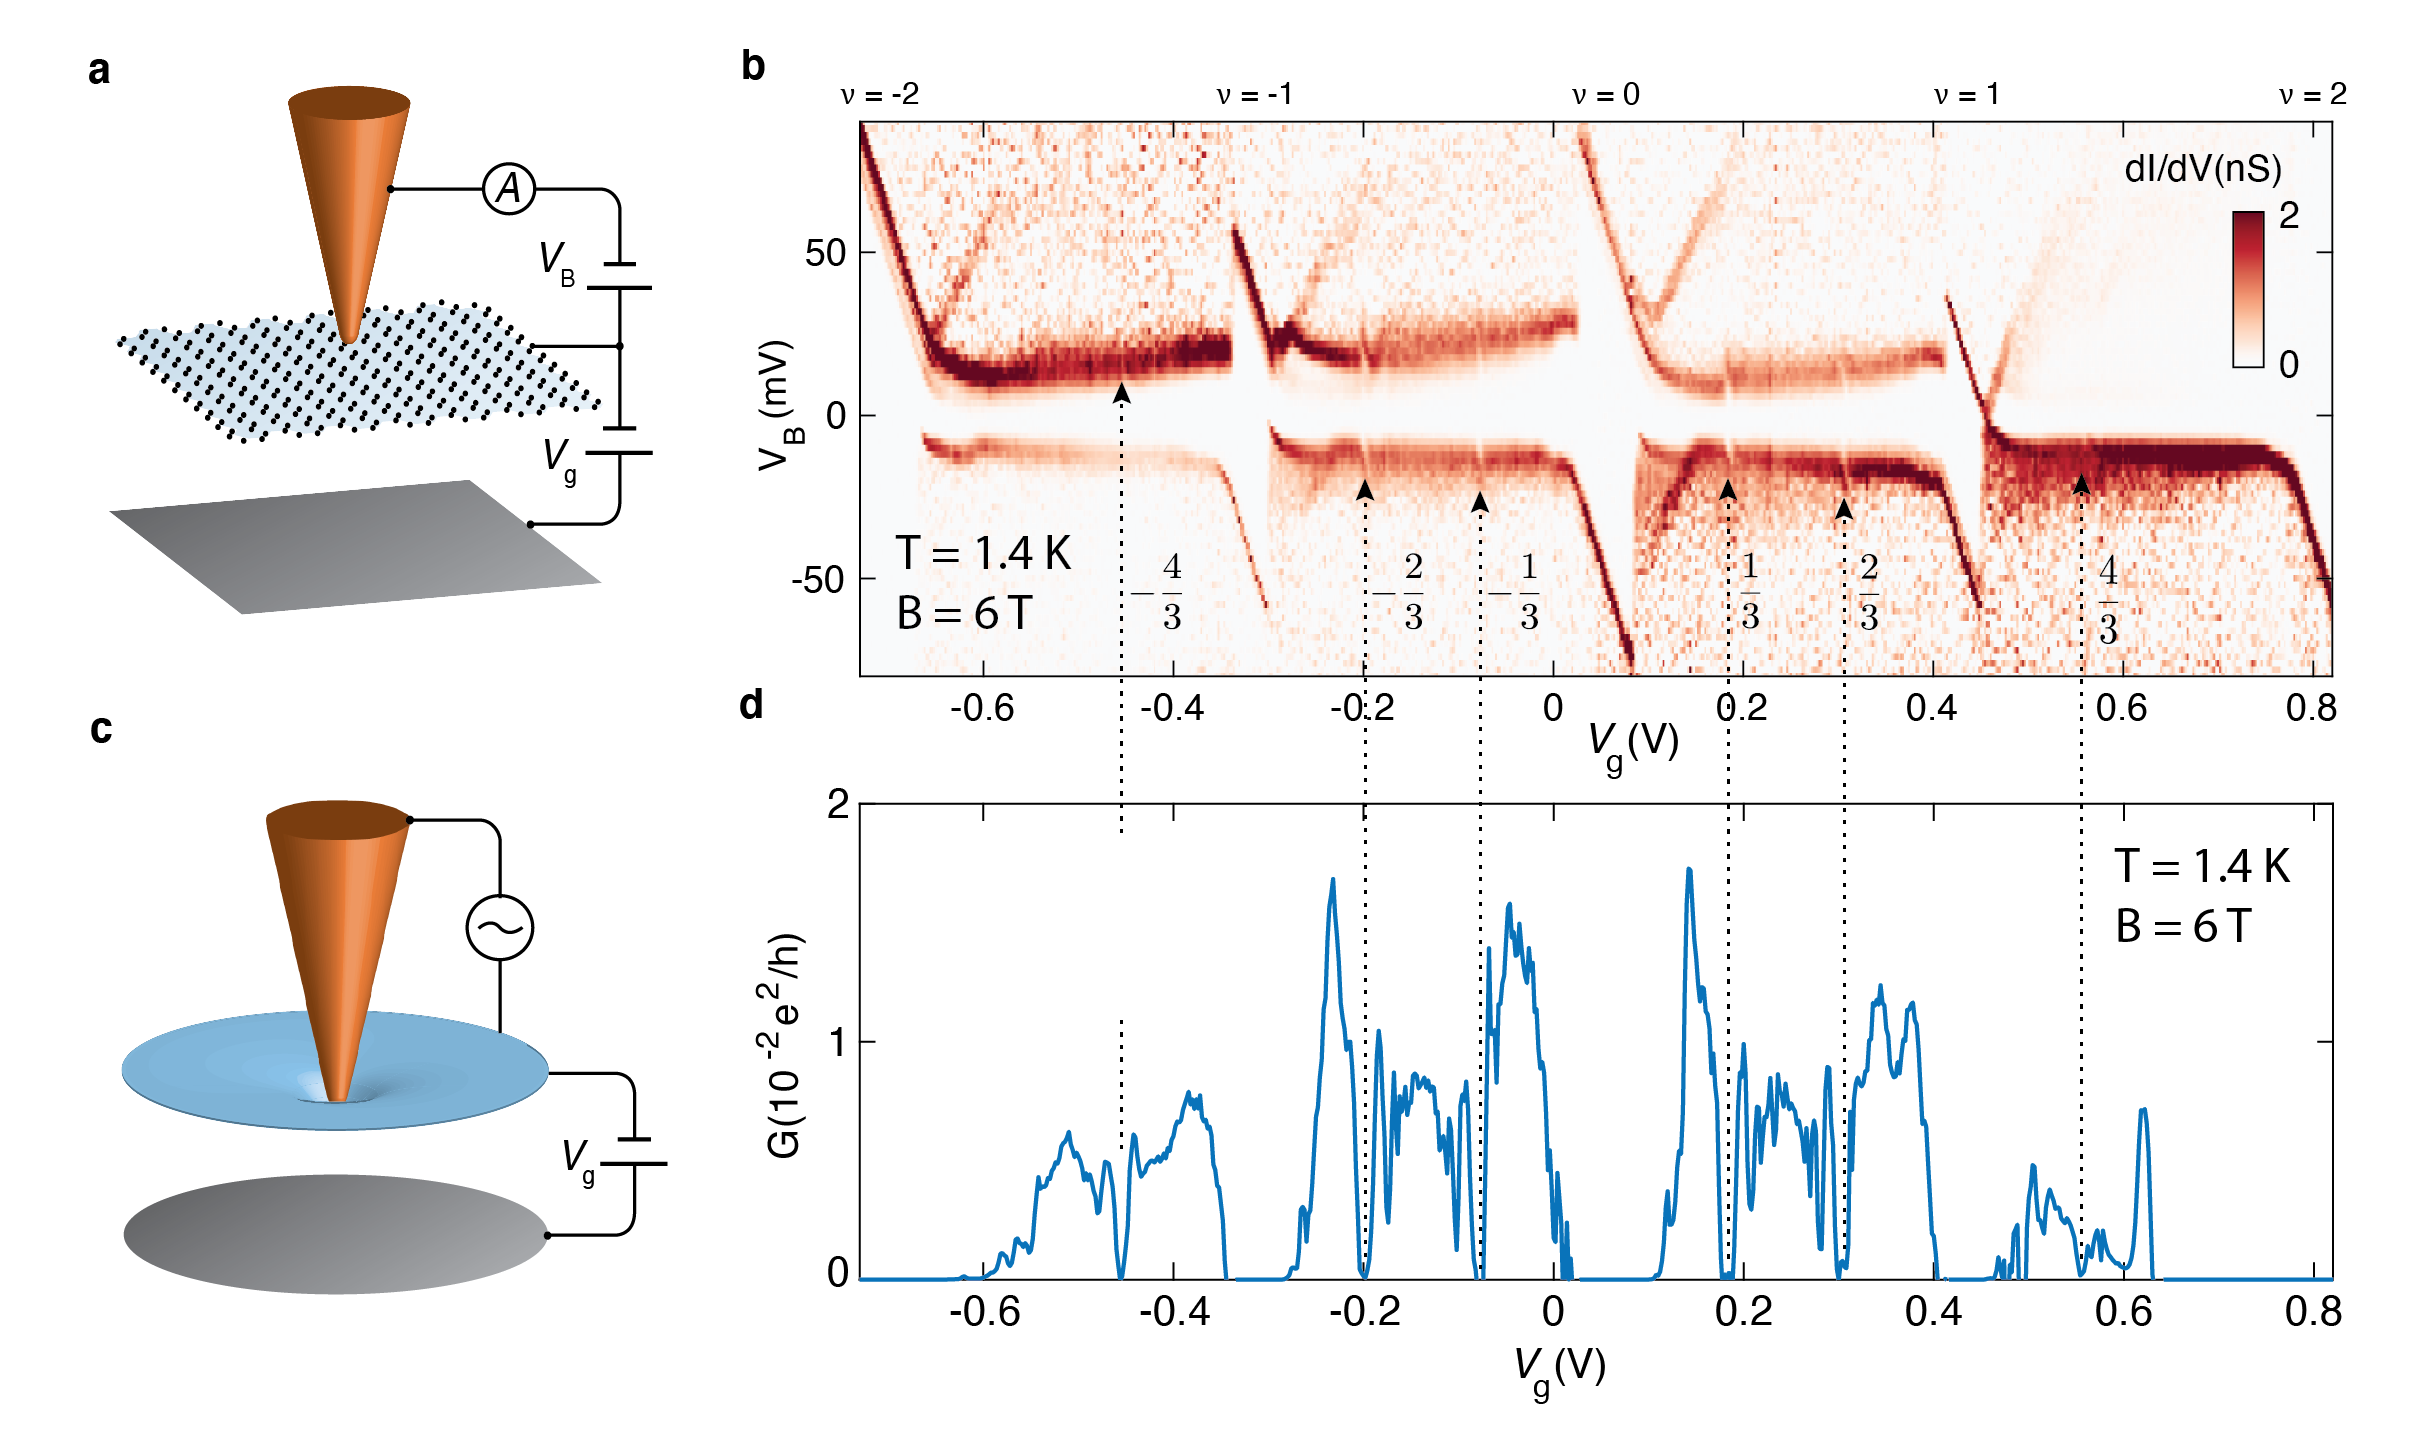 a
A
V_B
V_g
b
ν = -2
ν = -1
ν = 0
ν = 1
ν = 2
dI/dV(nS)
2
0
50
0
-50
V_B (mV)
T = 1.4 K
B = 6 T
-4/3
-2/3
-1/3
1/3
2/3
4/3
-0.6
-0.4
-0.2
0
0.2
0.4
0.6
0.8
V_g (V)
c
V_g
d
2
1
0
G(10^-2 e^2/h)
T = 1.4 K
B = 6 T
-0.6
-0.4
-0.2
0
0.2
0.4
0.6
0.8
V_g (V)